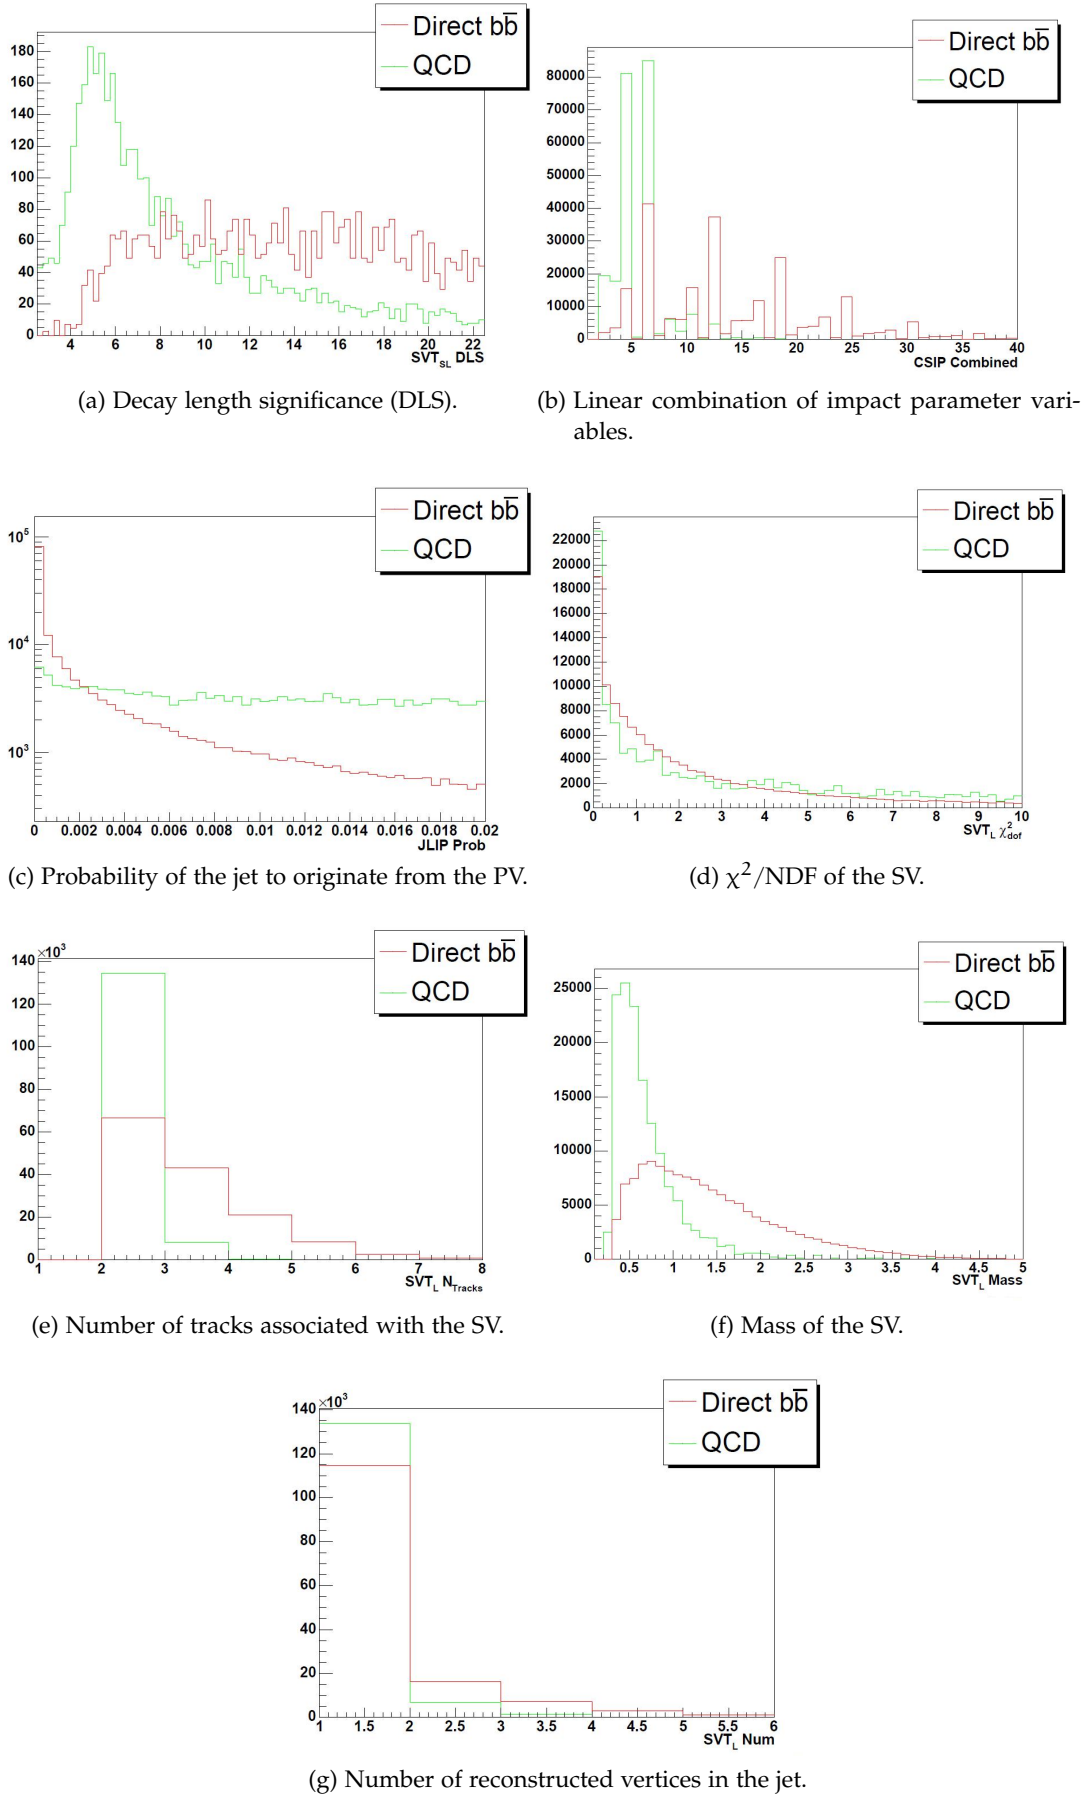 Direct bb̅
QCD
180
160
140
120
100
80
60
40
20
0
4 6 8 10 12 14 16 18 20 22
SVT_SL DLS
(a) Decay length significance (DLS).
Direct bb̅
QCD
80000
70000
60000
50000
40000
30000
20000
10000
0
5 10 15 20 25 30 35 40
CSIP Combined
(b) Linear combination of impact parameter vari-
ables.
Direct bb̅
QCD
10^5
10^4
10^3
0 0.002 0.004 0.006 0.008 0.01 0.012 0.014 0.016 0.018 0.02
JLIP Prob
(c) Probability of the jet to originate from the PV.
Direct bb̅
QCD
22000
20000
18000
16000
14000
12000
10000
8000
6000
4000
2000
0
0 1 2 3 4 5 6 7 8 9 10
SVT_L χ²_dof
(d) χ²/NDF of the SV.
Direct bb̅
QCD
×10³
140
120
100
80
60
40
20
0
1 2 3 4 5 6 7 8
SVT_L N_Tracks
(e) Number of tracks associated with the SV.
Direct bb̅
QCD
25000
20000
15000
10000
5000
0
0.5 1 1.5 2 2.5 3 3.5 4 4.5 5
SVT_L Mass
(f) Mass of the SV.
Direct bb̅
QCD
×10³
140
120
100
80
60
40
20
0
1 1.5 2 2.5 3 3.5 4 4.5 5 5.5 6
SVT_L Num
(g) Number of reconstructed vertices in the jet.